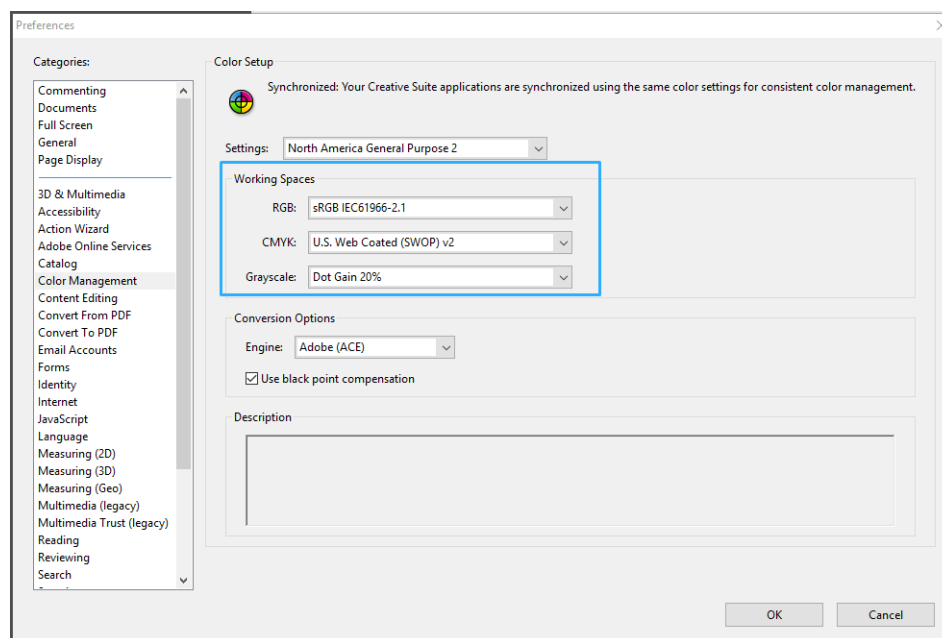 Preferences
Categories:
Commenting
Documents
Full Screen
General
Page Display
3D & Multimedia
Accessibility
Action Wizard
Adobe Online Services
Catalog
Color Management
Content Editing
Convert From PDF
Convert To PDF
Email Accounts
Forms
Identity
Internet
JavaScript
Language
Measuring (2D)
Measuring (3D)
Measuring (Geo)
Multimedia (legacy)
Multimedia Trust (legacy)
Reading
Reviewing
Search
Color Setup
Synchronized: Your Creative Suite applications are synchronized using the same color settings for consistent color management.
Settings: North America General Purpose 2
Working Spaces
RGB: sRGB IEC61966-2.1
CMYK: U.S. Web Coated (SWOP) v2
Grayscale: Dot Gain 20%
Conversion Options
Engine: Adobe (ACE)
Use black point compensation
Description
OK Cancel